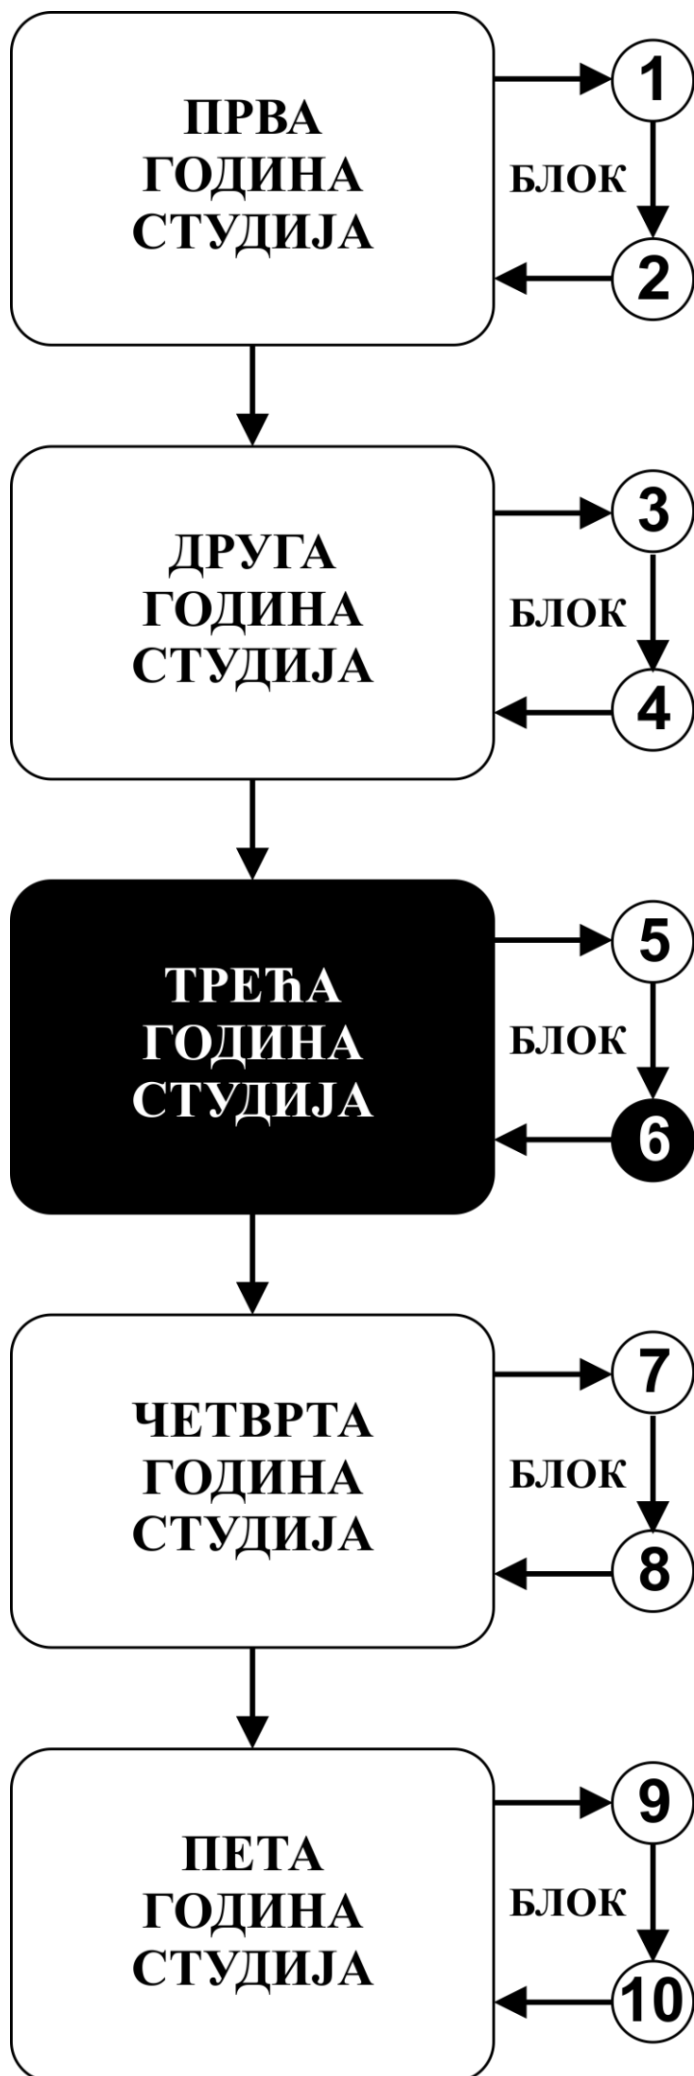 ПРВА
ГОДИНА
СТУДИЈА
1
БЛОК
2
ДРУГА
ГОДИНА
СТУДИЈА
3
БЛОК
4
ТРЕЋА
ГОДИНА
СТУДИЈА
5
БЛОК
6
ЧЕТВРТА
ГОДИНА
СТУДИЈА
7
БЛОК
8
ПЕТА
ГОДИНА
СТУДИЈА
9
БЛОК
10